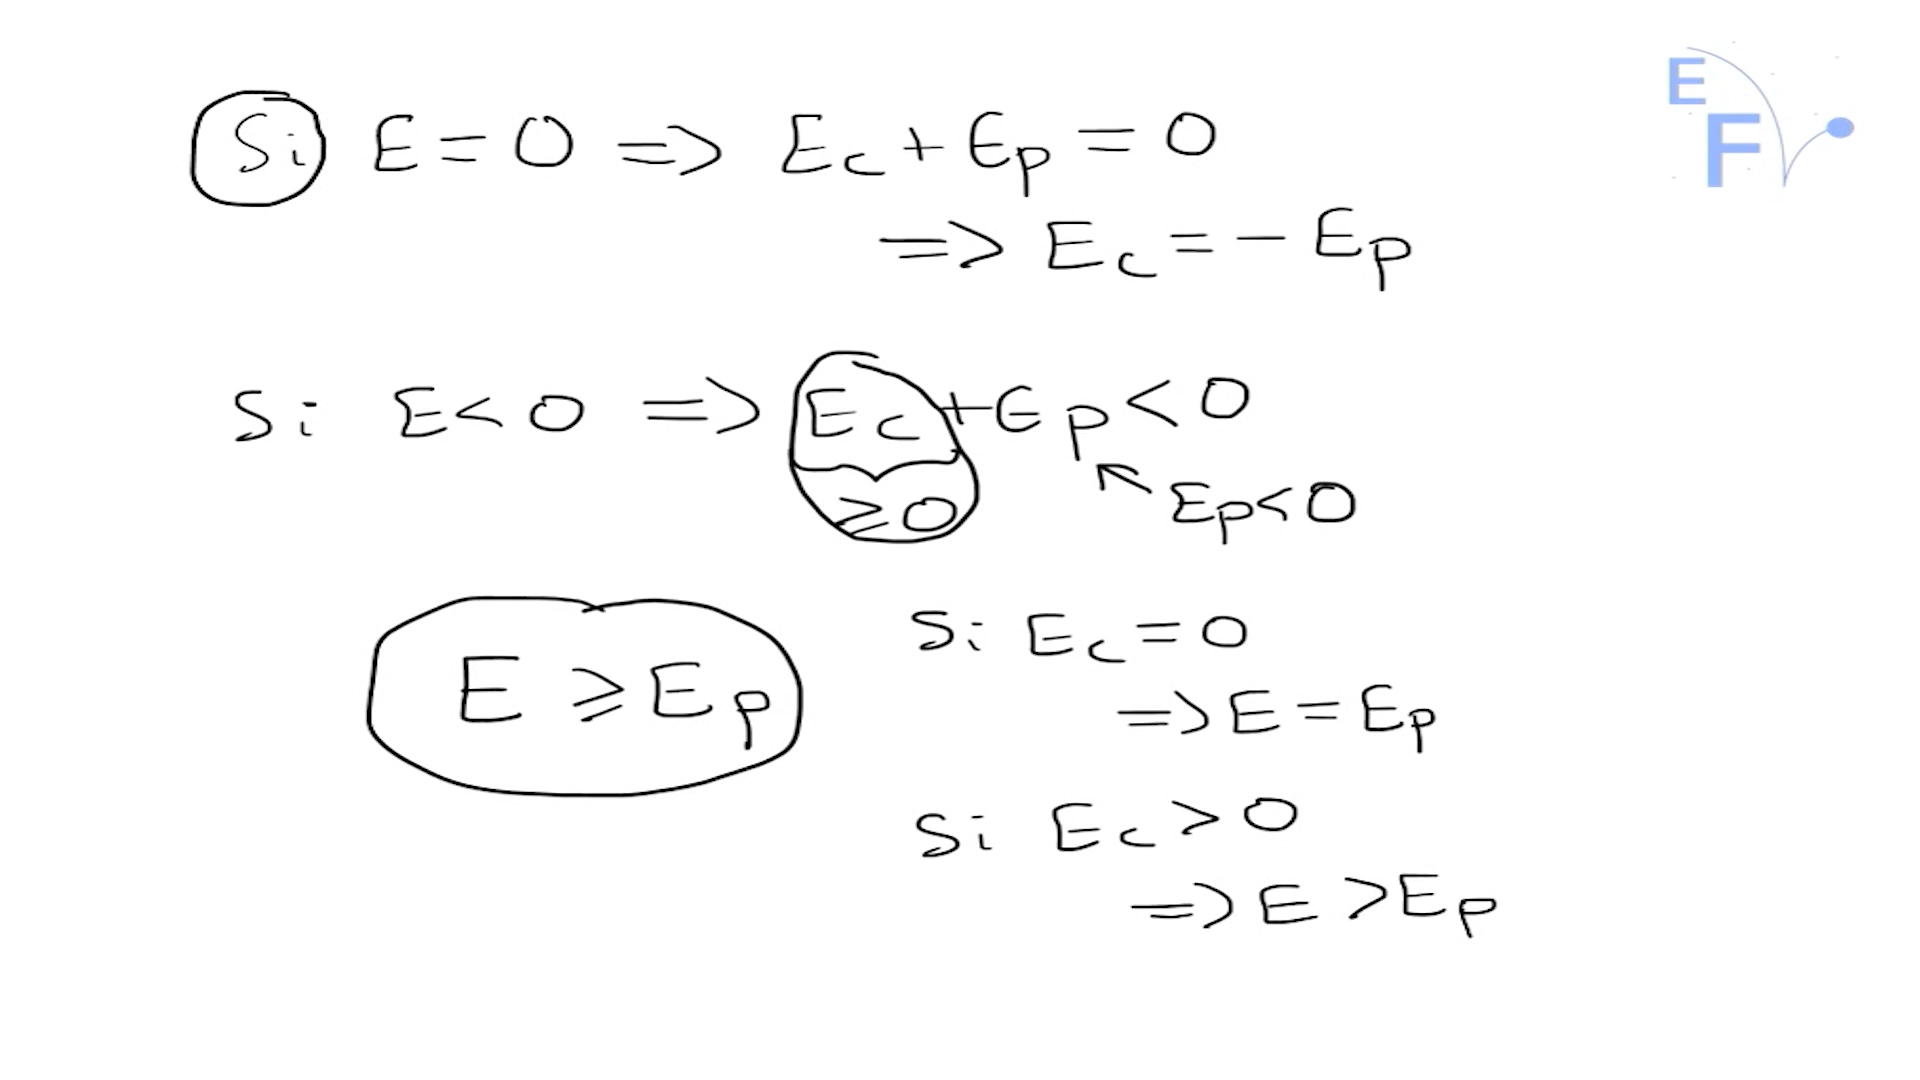 Si E = 0 => Ec + Ep = 0
=> Ec = - Ep
Si E < 0 => Ec + Ep < 0
≥ 0
Ep < 0
E ⩾ Ep
Si Ec = 0
=> E = Ep
Si Ec > 0
=> E > Ep
E
F